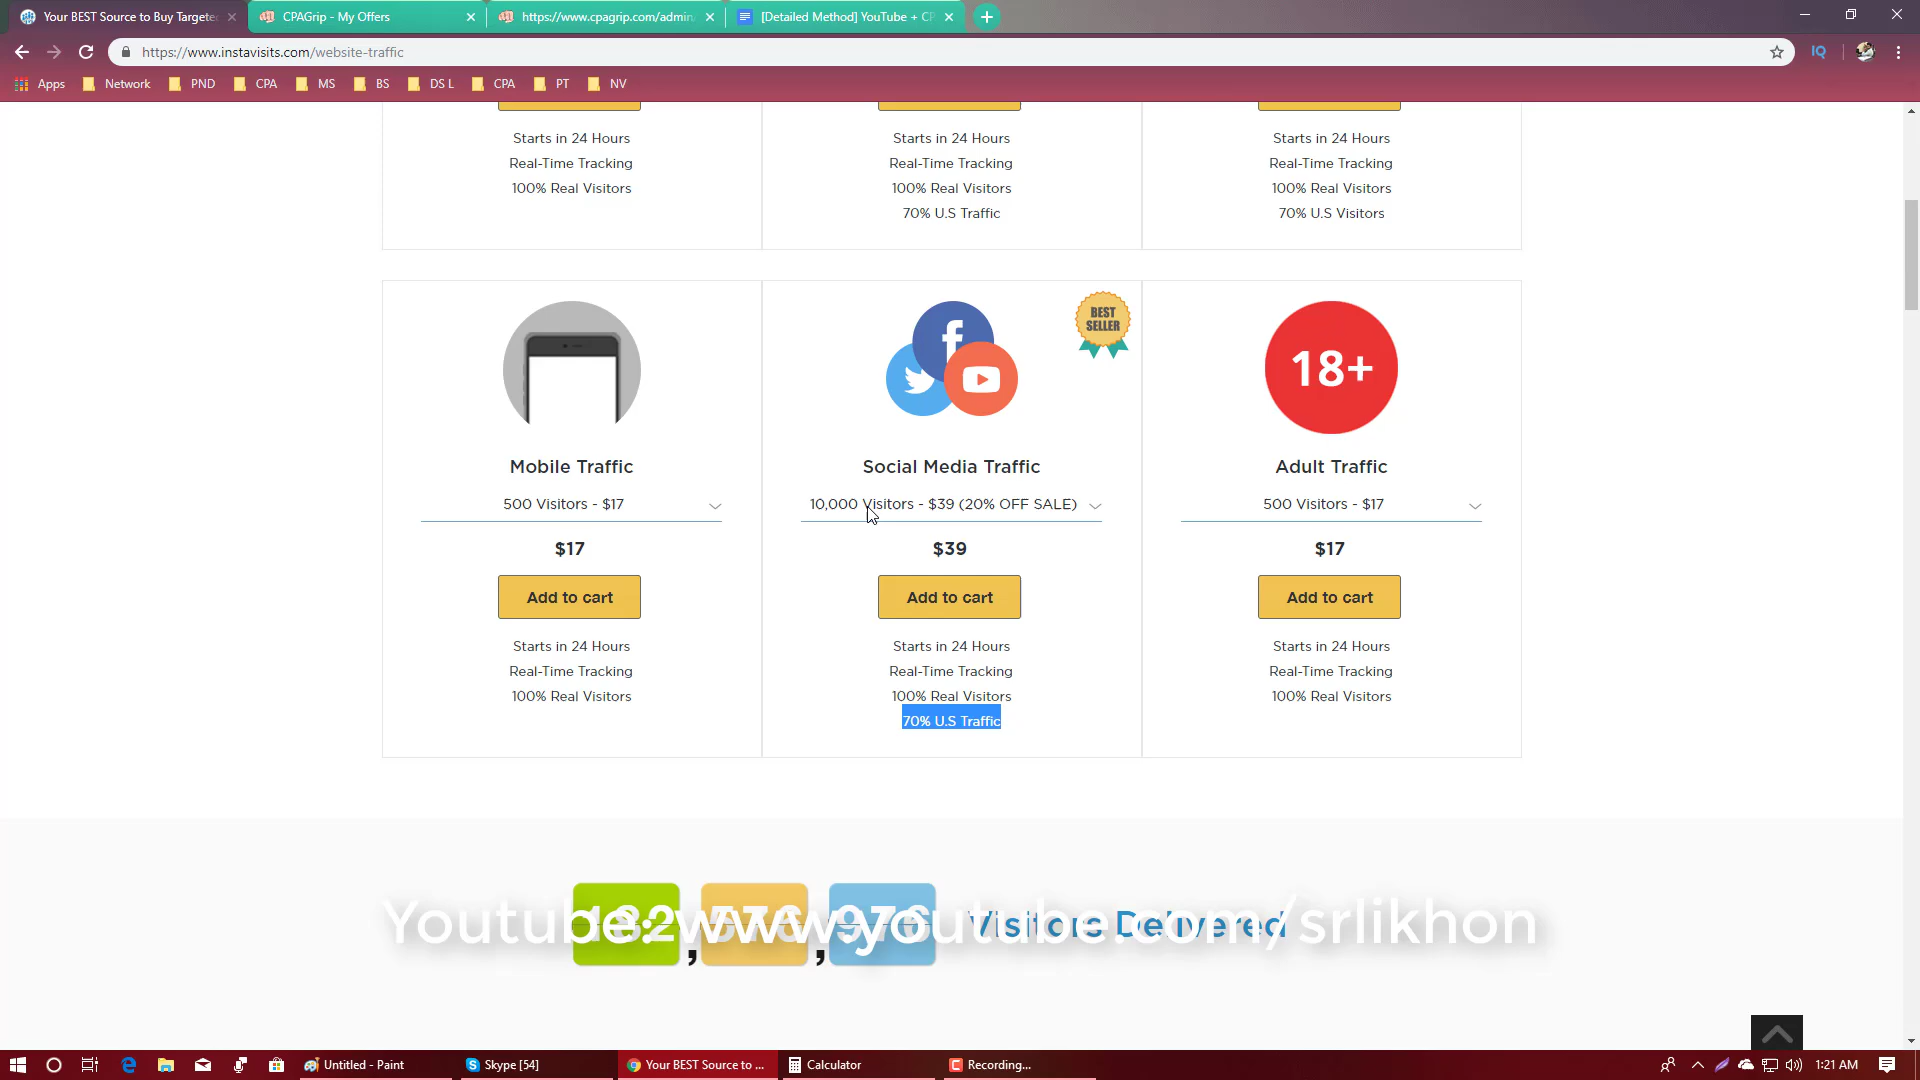 Your BEST Source to Buy Targete
CPAGrip - My Offers
https://www.cpagrip.com/admin
[Detailed Method] YouTube + CP
https://www.instavisits.com/website-traffic
IQ
Apps
Network
PND
CPA
MS
BS
DS L
CPA
PT
NV
Starts in 24 Hours
Real-Time Tracking
100% Real Visitors
Starts in 24 Hours
Real-Time Tracking
100% Real Visitors
70% U.S Traffic
Starts in 24 Hours
Real-Time Tracking
100% Real Visitors
70% U.S Visitors
Mobile Traffic
500 Visitors - $17
$17
Add to cart
Starts in 24 Hours
Real-Time Tracking
100% Real Visitors
BEST
SELLER
Social Media Traffic
10,000 Visitors - $39 (20% OFF SALE)
$39
Add to cart
Starts in 24 Hours
Real-Time Tracking
100% Real Visitors
70% U.S Traffic
18+
Adult Traffic
500 Visitors - $17
$17
Add to cart
Starts in 24 Hours
Real-Time Tracking
100% Real Visitors
Visitors Delivered
Youtube: www.youtube.com/srlikhon
Untitled - Paint
Skype [54]
Your BEST Source to ...
Calculator
Recording...
1:21 AM